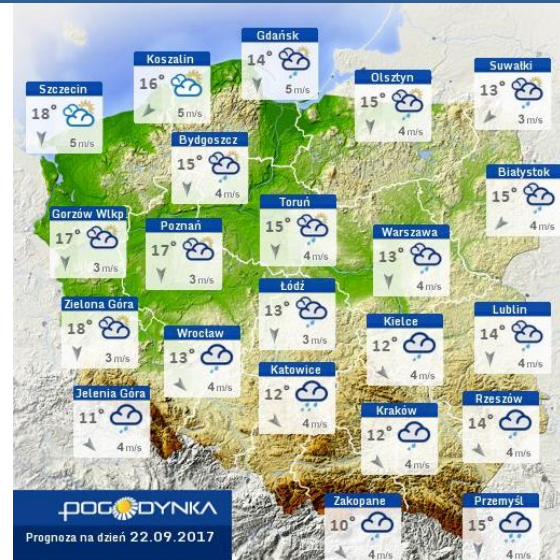 Gdańsk
14°
5 m/s
Koszalin
16°
5 m/s
Suwałki
13°
3 m/s
Olsztyn
15°
4 m/s
Szczecin
18°
5 m/s
Bydgoszcz
15°
4 m/s
Białystok
15°
4 m/s
Toruń
15°
4 m/s
Gorzów Wlkp
17°
3 m/s
Poznań
17°
3 m/s
Warszawa
13°
4 m/s
Łódź
13°
3 m/s
Zielona Góra
18°
3 m/s
Lublin
14°
4 m/s
Kielce
12°
4 m/s
Wrocław
13°
4 m/s
Katowice
12°
4 m/s
Jelenia Góra
11°
4 m/s
Rzeszów
14°
4 m/s
Kraków
12°
4 m/s
Zakopane
10°
4 m/s
Przemyśl
15°
4 m/s
POGODYNKA
Prognoza na dzień 22.09.2017